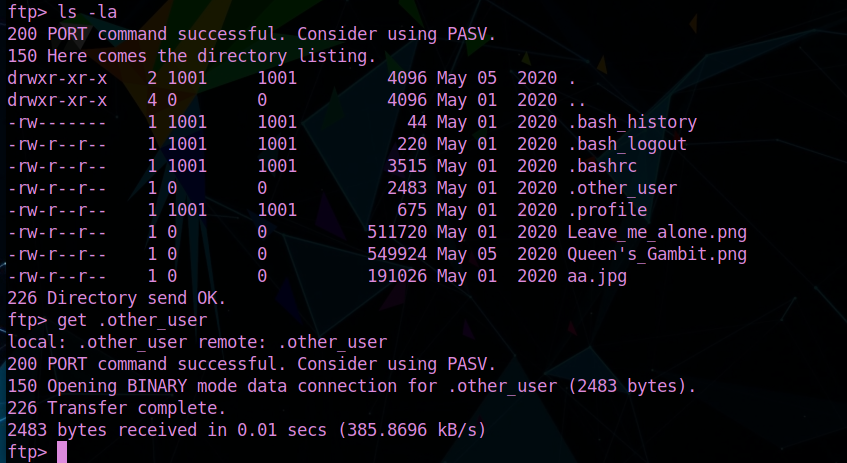 ftp> ls -la
200 PORT command successful. Consider using PASV.
150 Here comes the directory listing.
drwxr-xr-x    2 1001     1001         4096 May 05  2020 .
drwxr-xr-x    4 0        0            4096 May 01  2020 ..
-rw-------    1 1001     1001           44 May 01  2020 .bash_history
-rw-r--r--    1 1001     1001          220 May 01  2020 .bash_logout
-rw-r--r--    1 1001     1001         3515 May 01  2020 .bashrc
-rw-r--r--    1 0        0            2483 May 01  2020 .other_user
-rw-r--r--    1 1001     1001          675 May 01  2020 .profile
-rw-r--r--    1 0        0          511720 May 01  2020 Leave_me_alone.png
-rw-r--r--    1 0        0          549924 May 05  2020 Queen's_Gambit.png
-rw-r--r--    1 0        0          191026 May 01  2020 aa.jpg
226 Directory send OK.
ftp> get .other_user
local: .other_user remote: .other_user
200 PORT command successful. Consider using PASV.
150 Opening BINARY mode data connection for .other_user (2483 bytes).
226 Transfer complete.
2483 bytes received in 0.01 secs (385.8696 kB/s)
ftp>